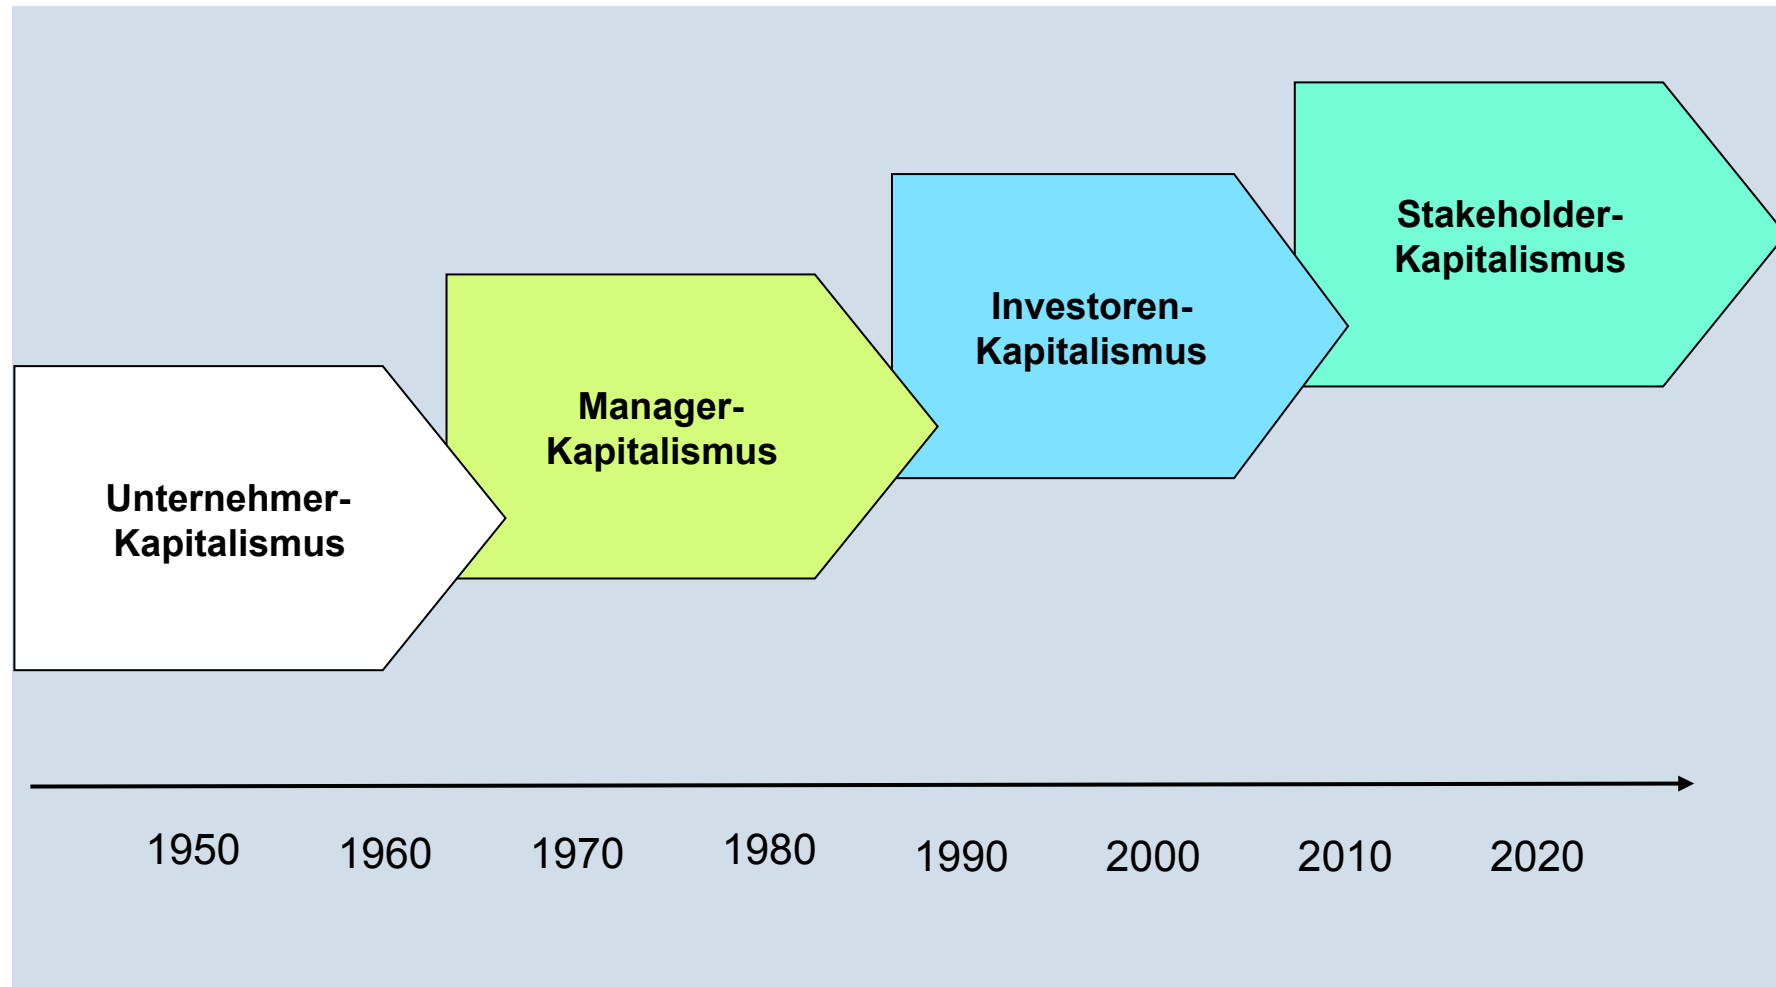 Unternehmer-
Kapitalismus
Manager-
Kapitalismus
Investoren-
Kapitalismus
Stakeholder-
Kapitalismus
1950 1960 1970 1980 1990 2000 2010 2020